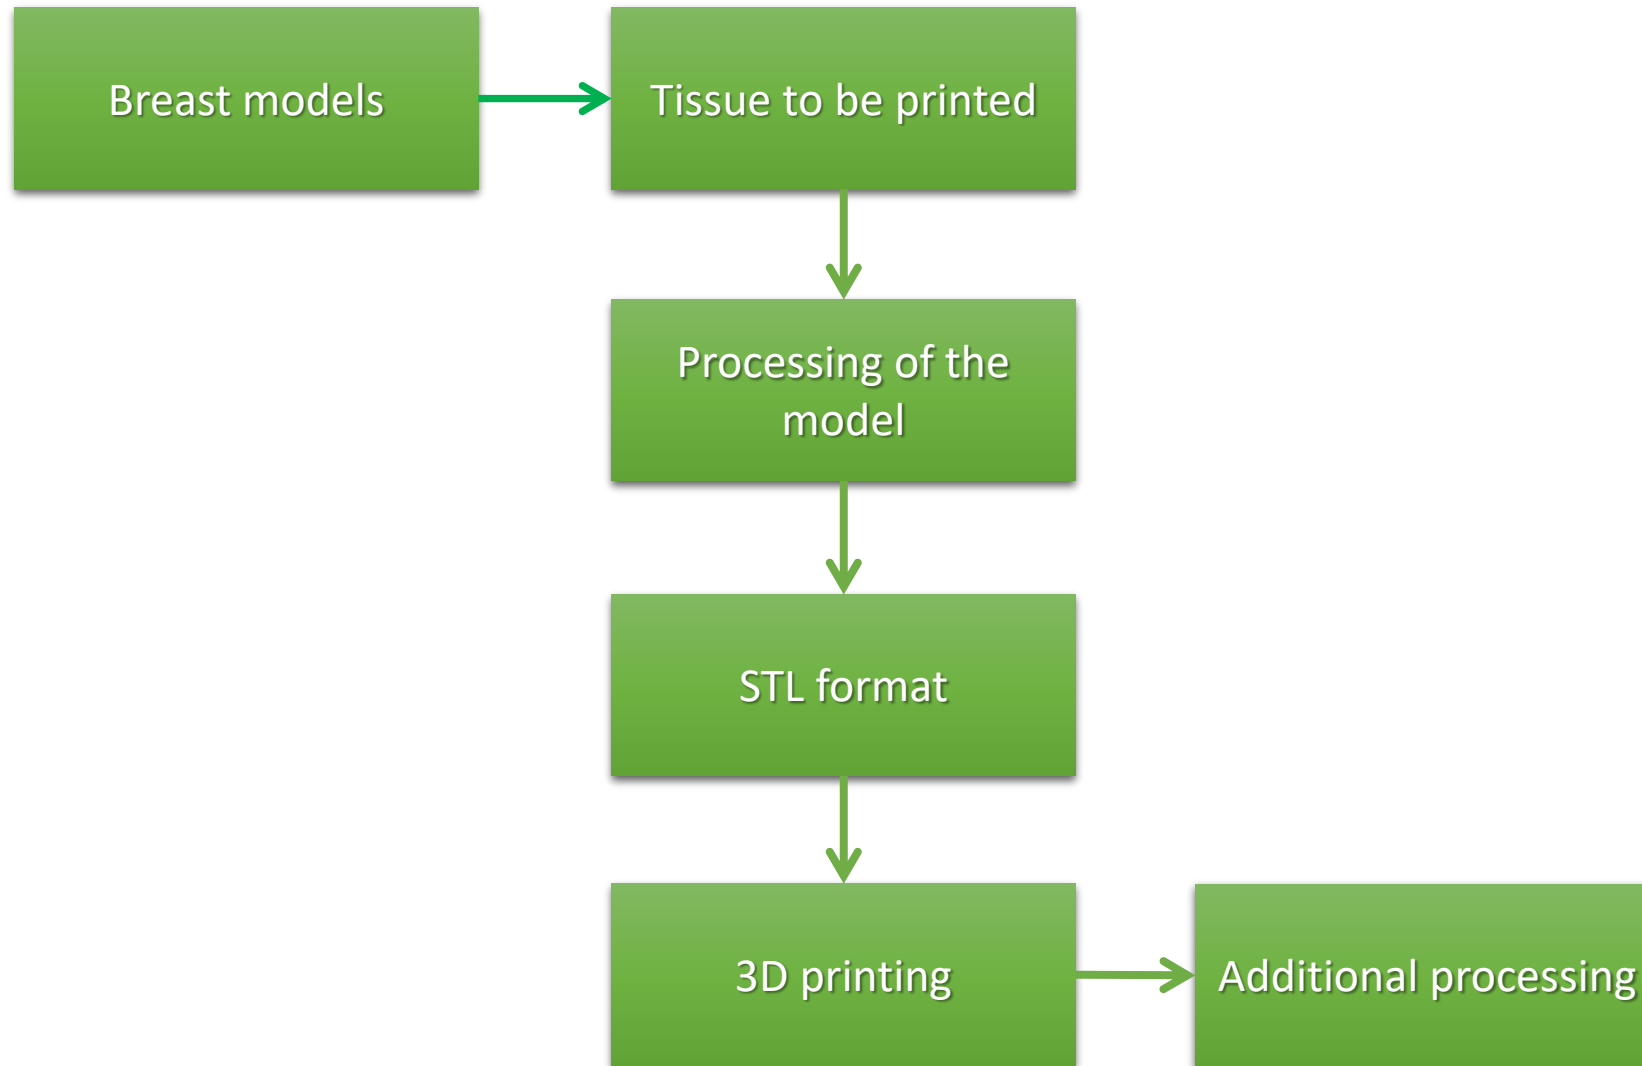 Breast models
Tissue to be printed
Processing of the
model
STL format
3D printing
Additional processing